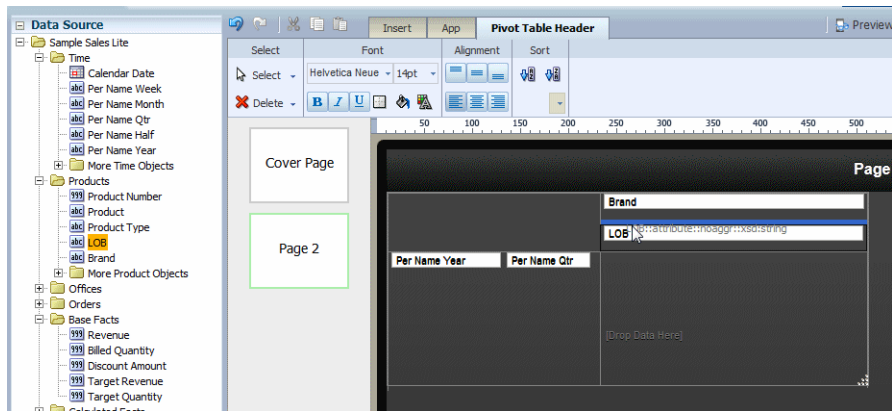 Data Source
Sample Sales Lite
Time
Calendar Date
Per Name Week
Per Name Month
Per Name Qtr
Per Name Half
Per Name Year
More Time Objects
Products
Product Number
Product
Product Type
LOB
Brand
More Product Objects
Offices
Orders
Base Facts
Revenue
Billed Quantity
Discount Amount
Target Revenue
Target Quantity
Calculated Facts
Insert App Pivot Table Header Preview
Select Font Alignment Sort
Select Helvetica Neue 14pt
Delete B I U
50 100 150 200 250 300 350 400 450 500
Cover Page
Page 2
Page
Brand
LOB B::attribute::noaggr::xsd:string
Per Name Year Per Name Qtr
[Drop Data Here]